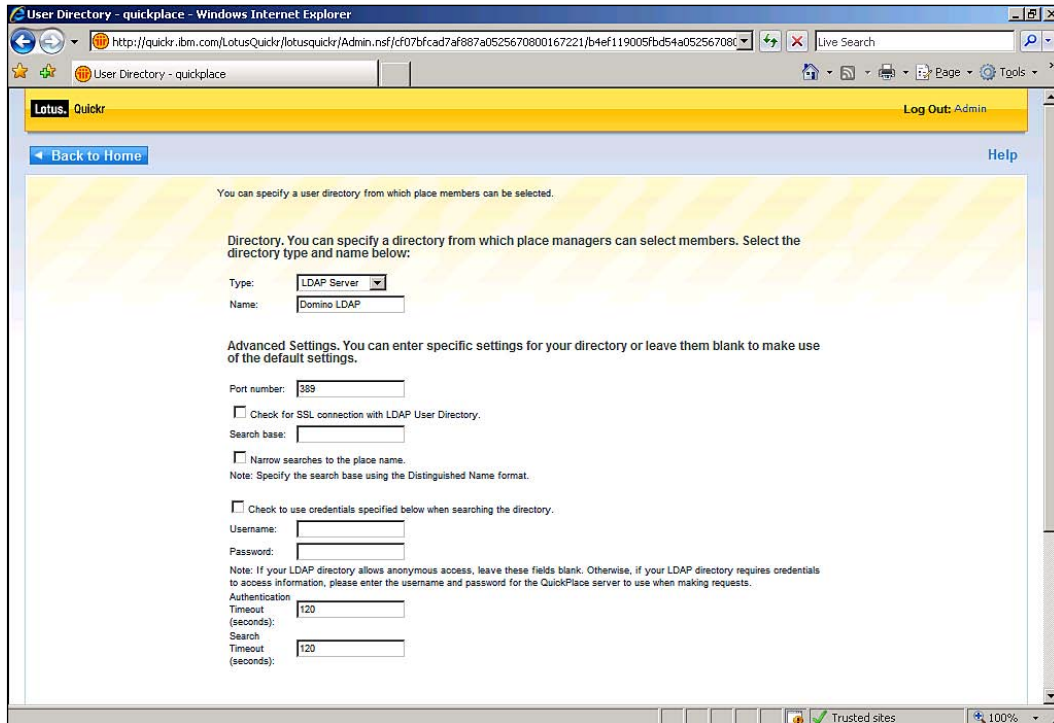 User Directory - quickplace - Windows Internet Explorer
http://quickr.ibm.com/LotusQuickr/lotusquickr/Admin.nsf/cf07bfcad7af887a0525670800167221/b4ef119005fbd54a052567080
Live Search
User Directory - quickplace
Page
Tools
Lotus. Quickr
Log Out: Admin
Back to Home
Help
You can specify a user directory from which place members can be selected.
Directory. You can specify a directory from which place managers can select members. Select the
directory type and name below:
Type: LDAP Server
Name: Domino LDAP
Advanced Settings. You can enter specific settings for your directory or leave them blank to make use
of the default settings.
Port number: 389
Check for SSL connection with LDAP User Directory.
Search base:
Narrow searches to the place name.
Note: Specify the search base using the Distinguished Name format.
Check to use credentials specified below when searching the directory.
Username:
Password:
Note: If your LDAP directory allows anonymous access, leave these fields blank. Otherwise, if your LDAP directory requires credentials
to access information, please enter the username and password for the QuickPlace server to use when making requests.
Authentication
Timeout 120
(seconds):
Search
Timeout 120
(seconds):
Trusted sites
100%